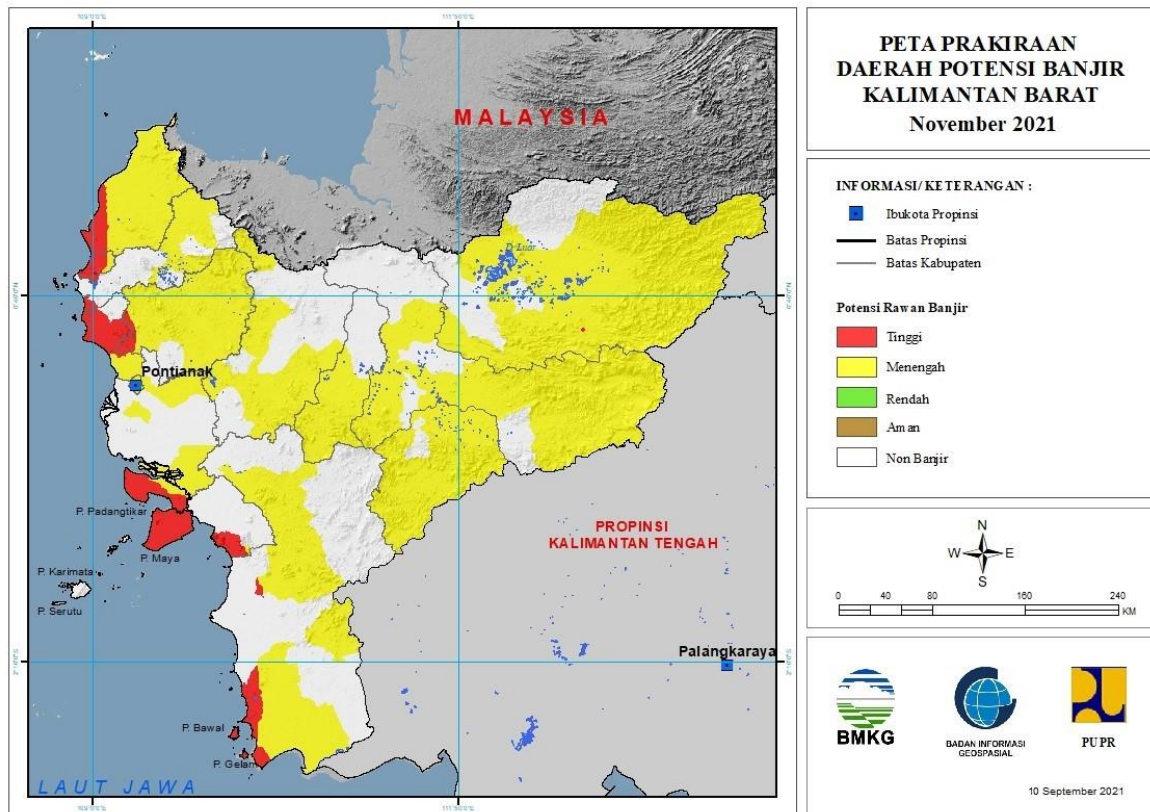 PETA PRAKIRAAN
DAERAH POTENSI BANJIR
KALIMANTAN BARAT
November 2021
INFORMASI/KETERANGAN :
Ibukota Propinsi
Batas Propinsi
Batas Kabupaten
Potensi Rawan Banjir
Tinggi
Menengah
Rendah
Aman
Non Banjir
N
W E
S
0 40 80 160 240
KM
BMKG
BADAN INFORMASI
GEOSPASIAL
PUPR
10 September 2021
MALAYSIA
D. Luar
Pontianak
P. Padangtikar
P. Maya
P. Karimata
P. Serutu
PROPINSI
KALIMANTAN TENGAH
Palangkaraya
P. Bawal
P. Gelam
LAUT JAWA